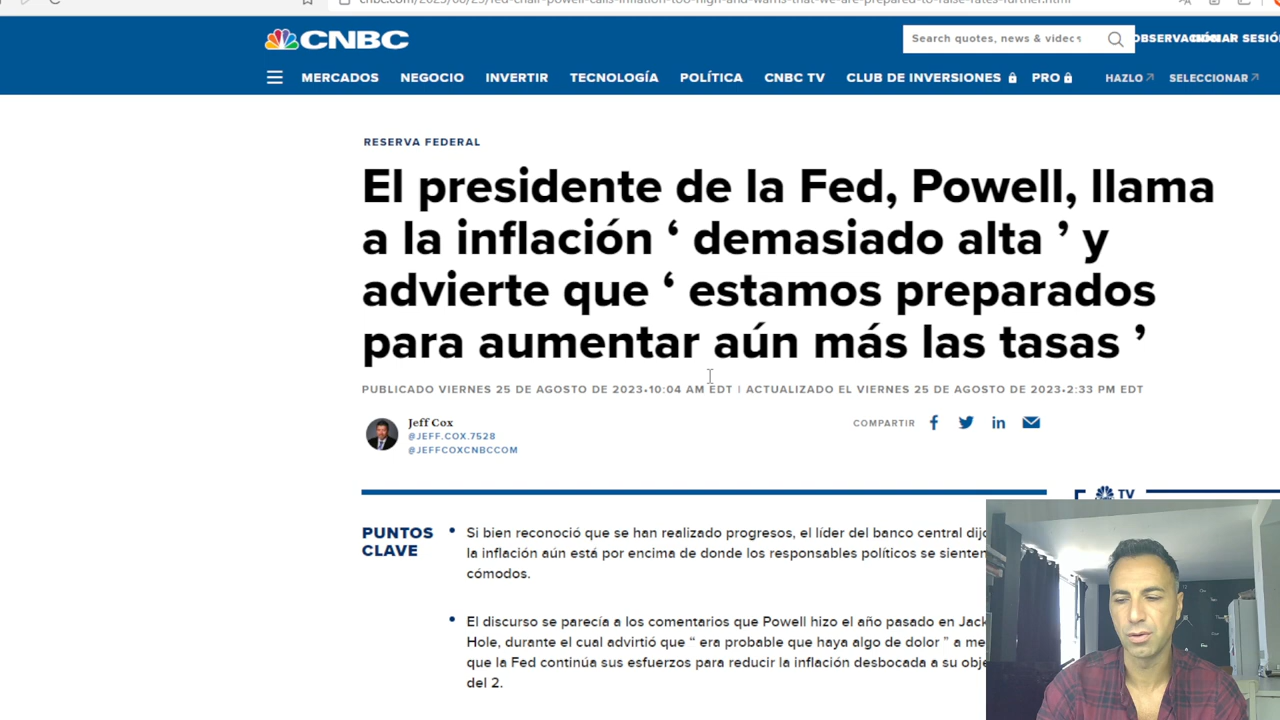 cnbc.com/2023/08/25/fed-chair-powell-calls-inflation-too-high-and-warns-that-we-are-prepared-to-raise-rates-further.html
CNBC
Search quotes, news & videos
MERCADOS NEGOCIO INVERTIR TECNOLOGÍA POLÍTICA CNBC TV CLUB DE INVERSIONES PRO HAZLO SELECCIONAR
RESERVA FEDERAL
El presidente de la Fed, Powell, llama
a la inflación ‘ demasiado alta ’ y
advierte que ‘ estamos preparados
para aumentar aún más las tasas ’
PUBLICADO VIERNES 25 DE AGOSTO DE 2023•10:04 AM EDT | ACTUALIZADO EL VIERNES 25 DE AGOSTO DE 2023•2:33 PM EDT
Jeff Cox
@JEFF.COX.7528
@JEFFCOXCNBCCOM
COMPARTIR
TV
PUNTOS
CLAVE
• Si bien reconoció que se han realizado progresos, el líder del banco central dijo
la inflación aún está por encima de donde los responsables políticos se sienten
cómodos.
• El discurso se parecía a los comentarios que Powell hizo el año pasado en Jack
Hole, durante el cual advirtió que “ era probable que haya algo de dolor ” a me
que la Fed continúa sus esfuerzos para reducir la inflación desbocada a su obje
del 2.